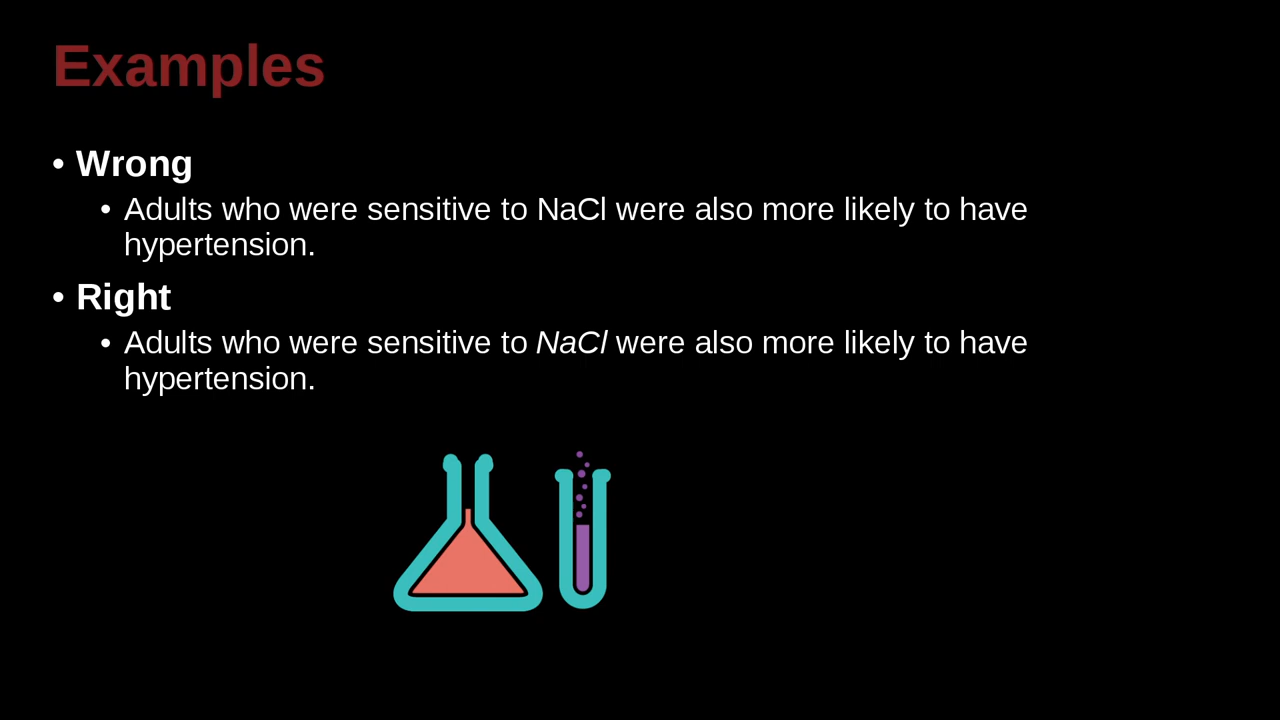 Examples
• Wrong
• Adults who were sensitive to NaCl were also more likely to have
hypertension.
• Right
• Adults who were sensitive to NaCl were also more likely to have
hypertension.